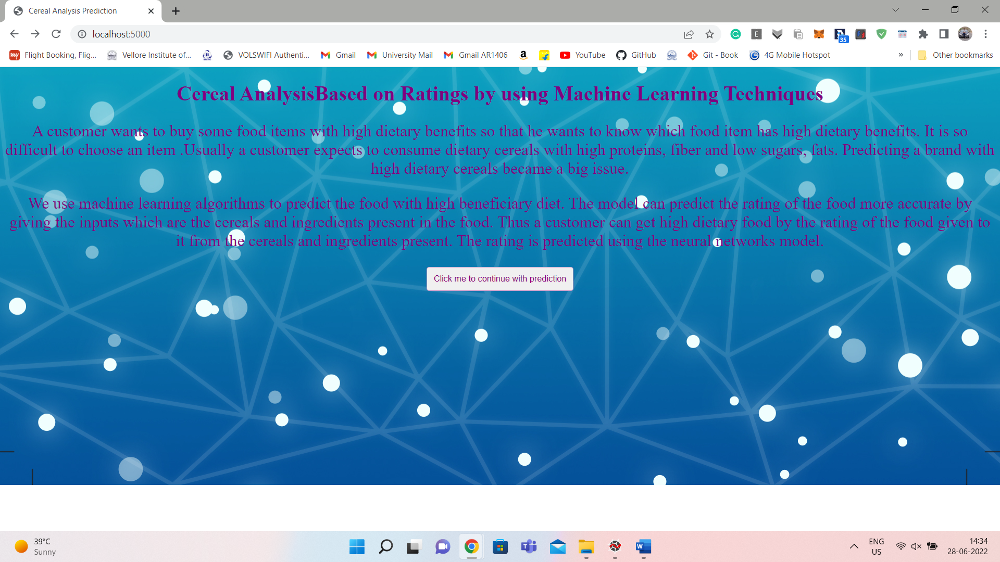 Cereal Analysis Prediction
localhost:5000
E
35
my Flight Booking, Flig...
Vellore Institute of...
VOLSWIFI Authenti...
Gmail
University Mail
Gmail AR1406
a
YouTube
GitHub
Git - Book
4G Mobile Hotspot
»
Other bookmarks
Cereal AnalysisBased on Ratings by using Machine Learning Techniques
A customer wants to buy some food items with high dietary benefits so that he wants to know which food item has high dietary benefits. It is so
difficult to choose an item .Usually a customer expects to consume dietary cereals with high proteins, fiber and low sugars, fats. Predicting a brand with
high dietary cereals became a big issue.
We use machine learning algorithms to predict the food with high beneficiary diet. The model can predict the rating of the food more accurate by
giving the inputs which are the cereals and ingredients present in the food. Thus a customer can get high dietary food by the rating of the food given to
it from the cereals and ingredients present. The rating is predicted using the neural networks model.
Click me to continue with prediction
39°C
Sunny
W
ENG
US
14:34
28-06-2022